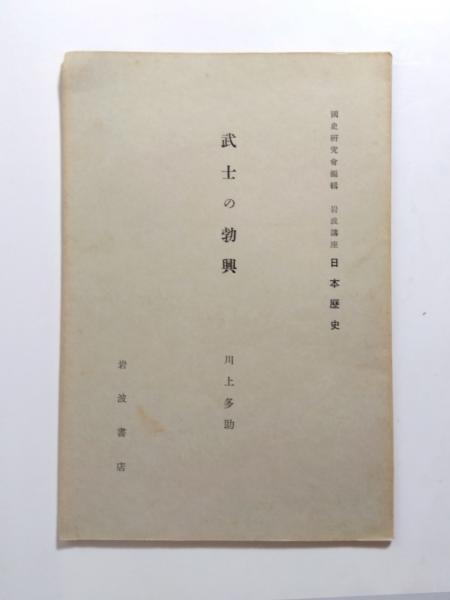 國史研究會編輯 岩波講座 日本歷史
武士の勃興
川上多助
岩波書店